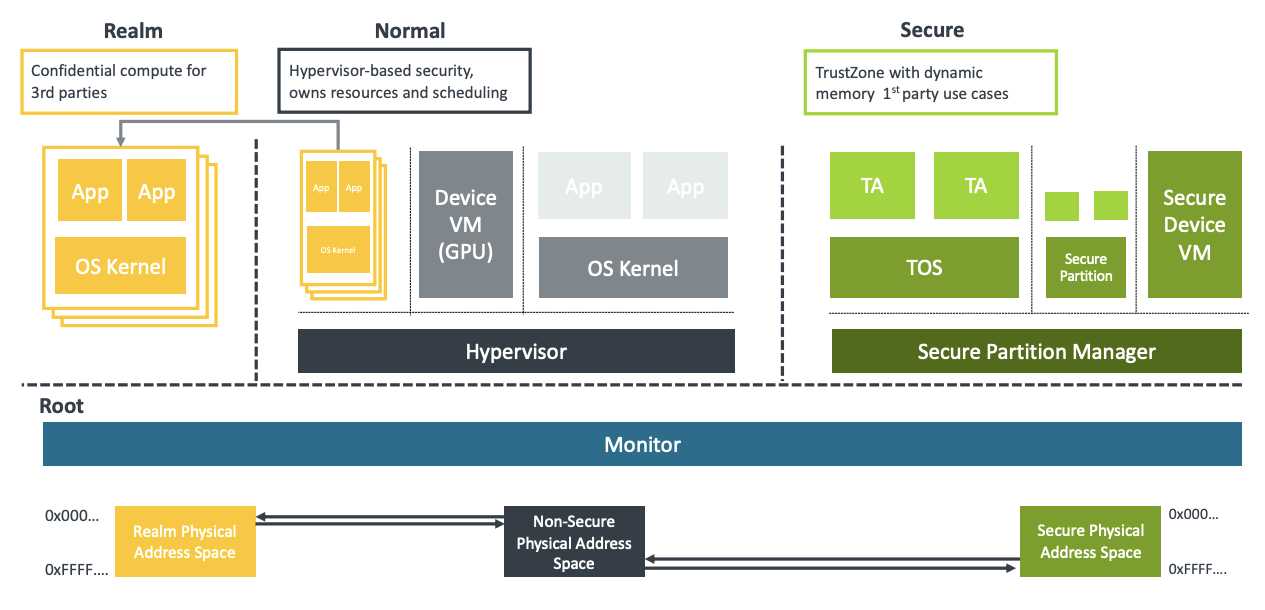 Realm
Normal
Secure
Confidential compute for
3rd parties
Hypervisor-based security,
owns resources and scheduling
TrustZone with dynamic
memory 1st party use cases
App
App
OS Kernel
App
App
OS Kernel
Device
VM
(GPU)
App
App
OS Kernel
TA
TA
TOS
Secure
Partition
Secure
Device
VM
Hypervisor
Secure Partition Manager
Root
Monitor
0x000...
0xFFFF....
Realm Physical
Address Space
Non-Secure
Physical Address
Space
Secure Physical
Address Space
0x000...
0xFFFF....